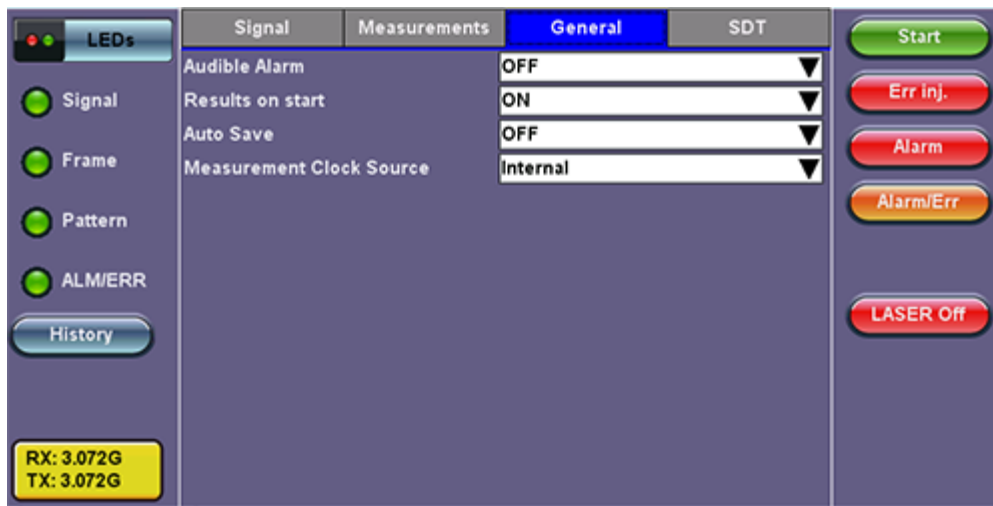 LEDs
Signal
Frame
Pattern
ALM/ERR
History
RX: 3.072G
TX: 3.072G
Signal Measurements General SDT
Audible Alarm OFF
Results on start ON
Auto Save OFF
Measurement Clock Source Internal
Start
Err inj.
Alarm
Alarm/Err
LASER Off